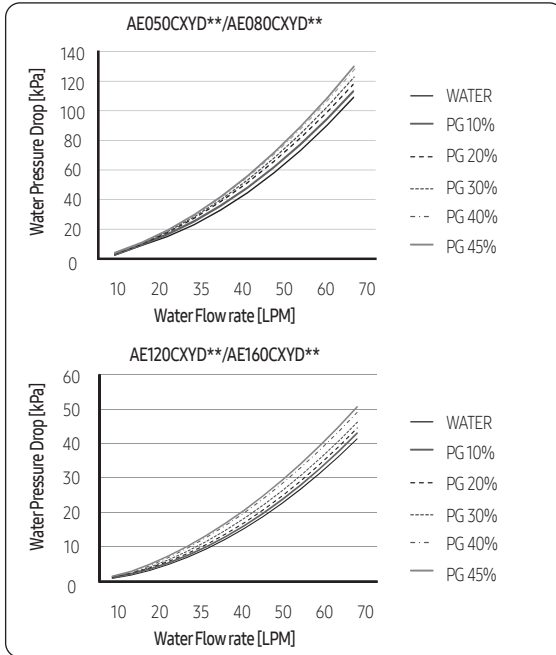 AE050CXYD**/AE080CXYD**
Water Pressure Drop [kPa]
140
120
100
80
60
40
20
0
10 20 35 40 50 60 70
Water Flow rate [LPM]
WATER
PG 10%
PG 20%
PG 30%
PG 40%
PG 45%
AE120CXYD**/AE160CXYD**
Water Pressure Drop [kPa]
60
50
40
30
20
10
0
10 20 35 40 50 60 70
Water Flow rate [LPM]
WATER
PG 10%
PG 20%
PG 30%
PG 40%
PG 45%